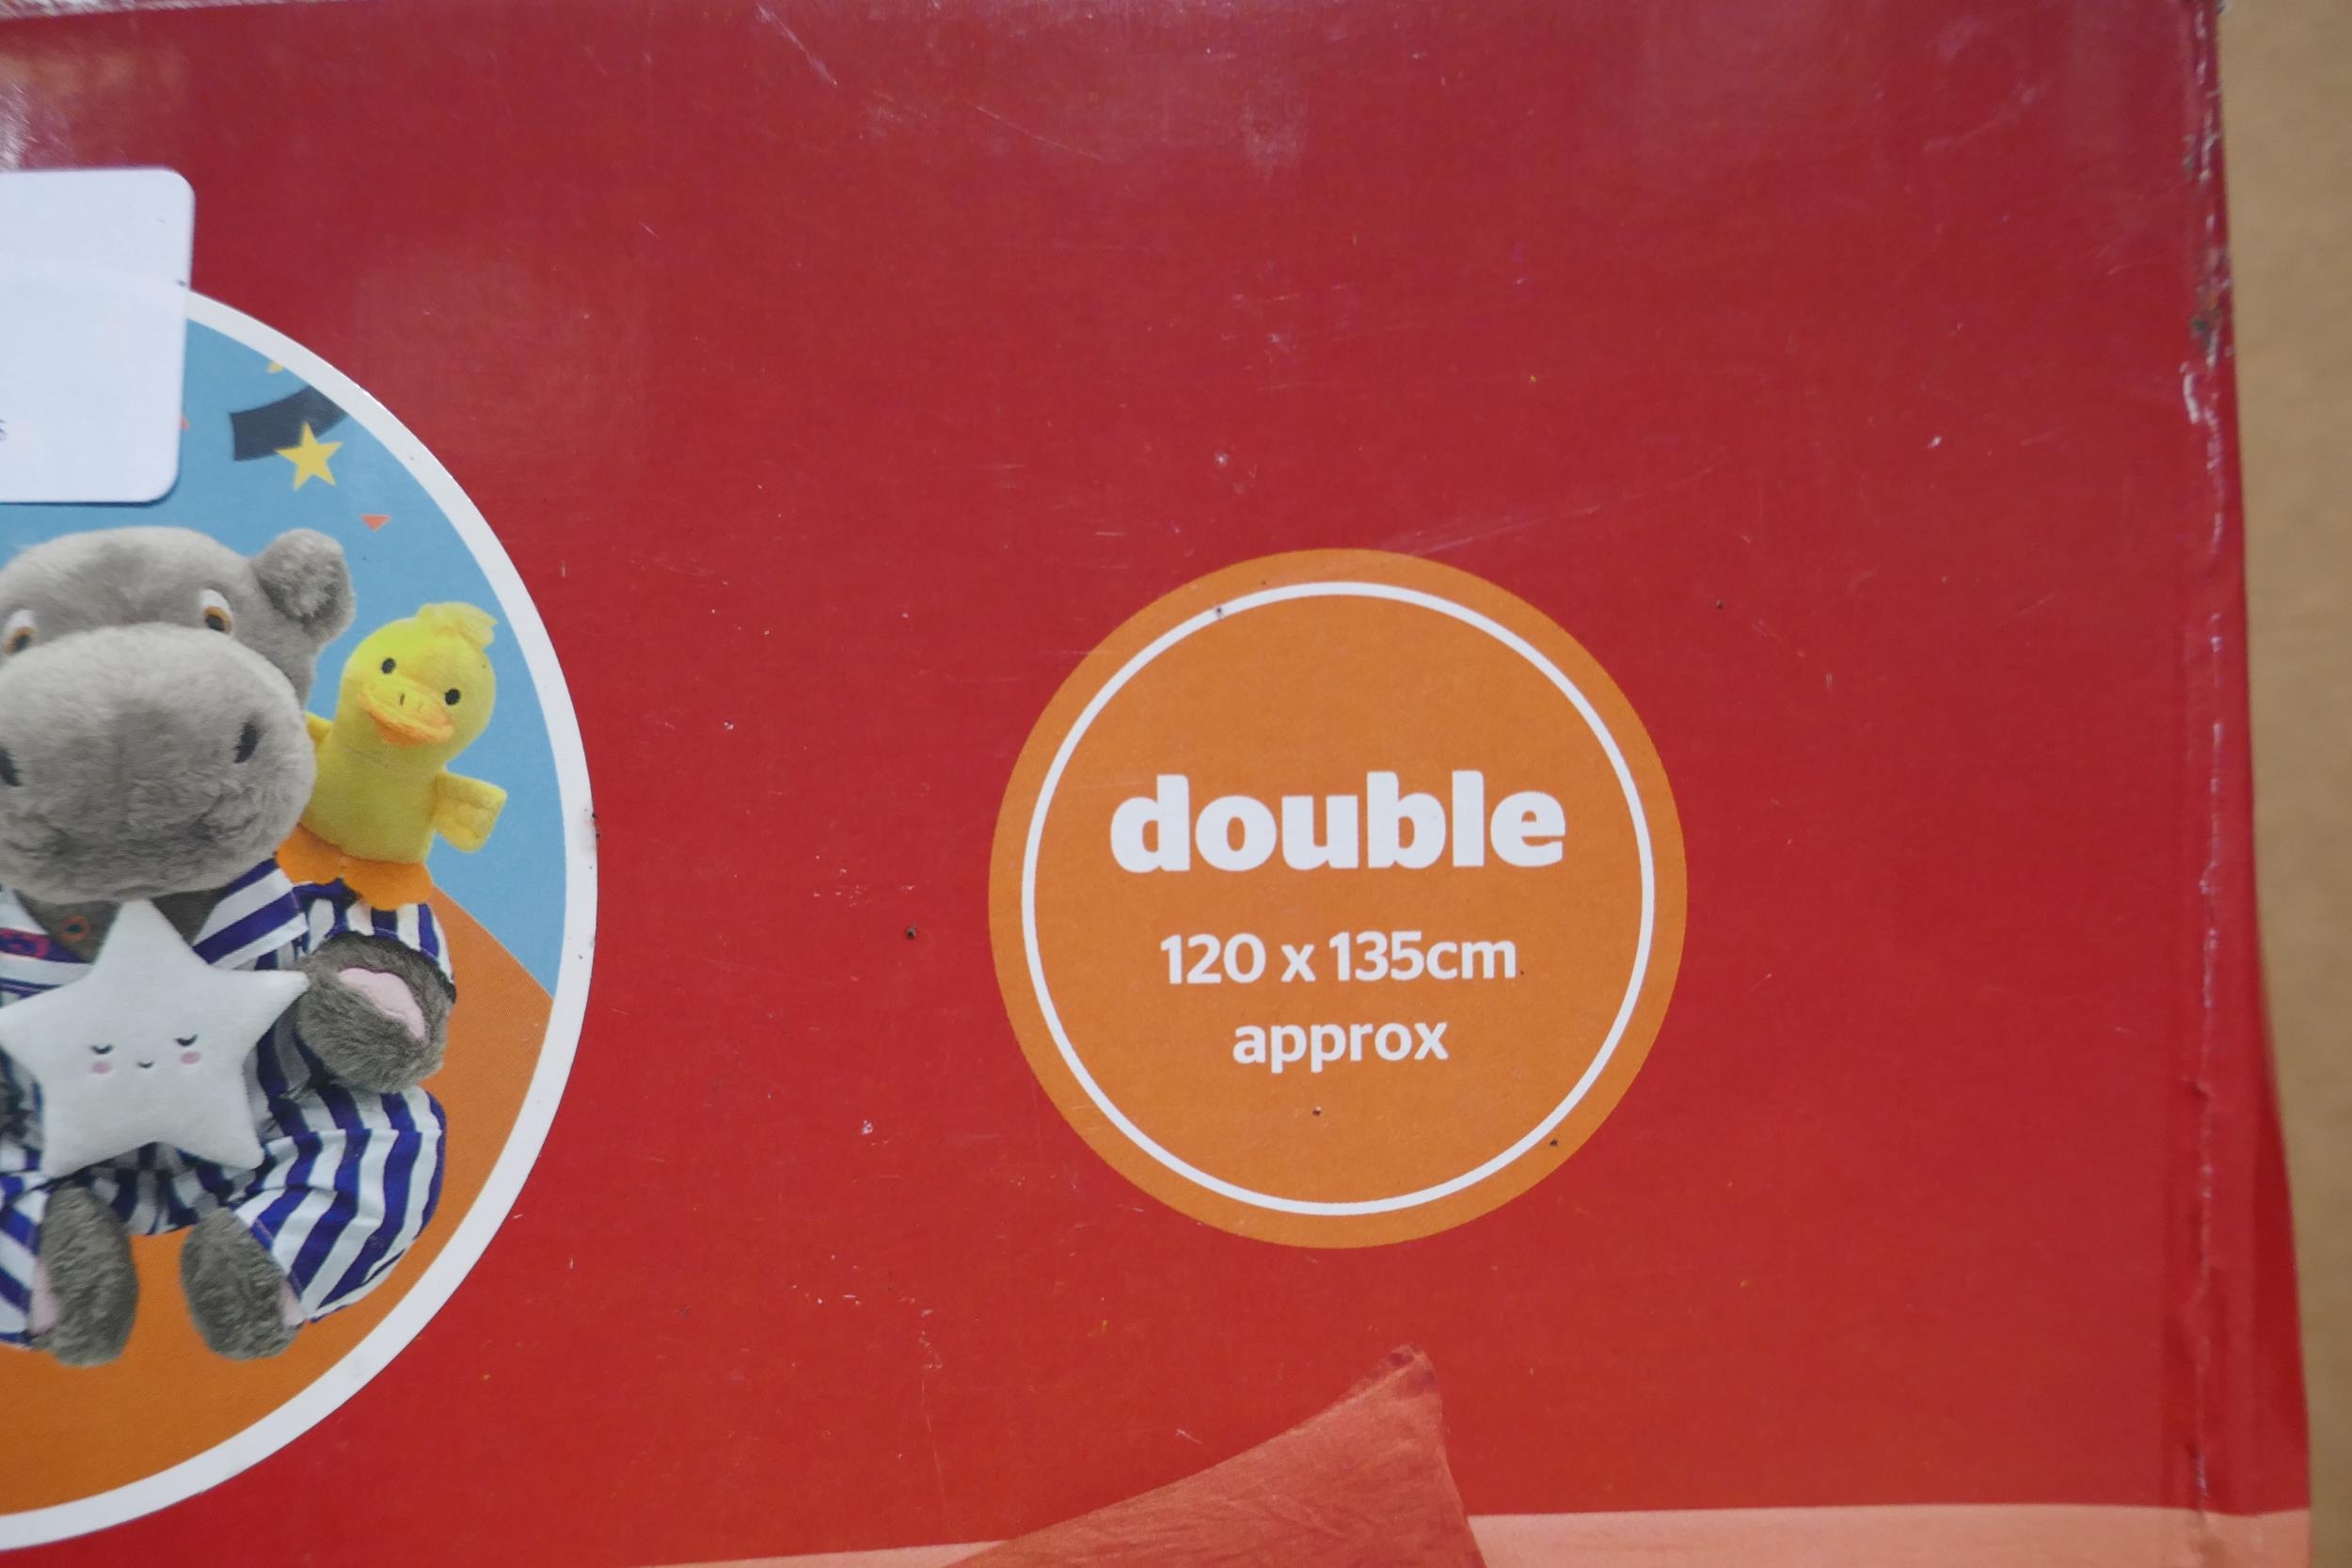 double
120 x 135cm
approx